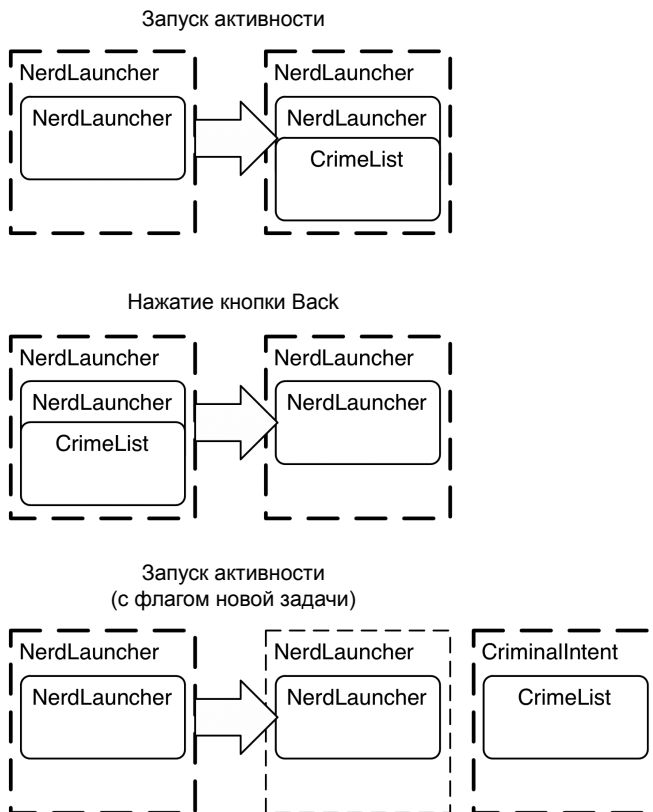 Запуск активности
NerdLauncher
NerdLauncher
NerdLauncher
NerdLauncher
CrimeList
Нажатие кнопки Back
NerdLauncher
NerdLauncher
CrimeList
NerdLauncher
NerdLauncher
Запуск активности
(с флагом новой задачи)
NerdLauncher
NerdLauncher
NerdLauncher
NerdLauncher
CriminalIntent
CrimeList